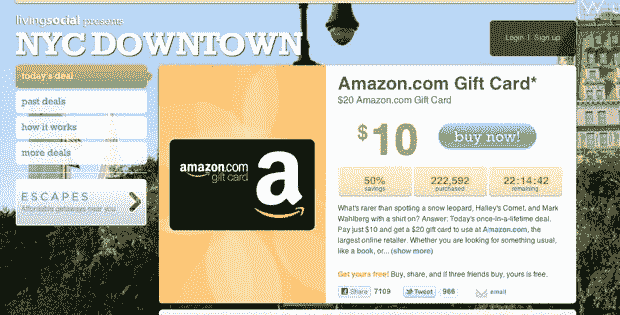 livingsocial presents
NYC DOWNTOWN
Login | Sign up
today's deal
past deals
how it works
more deals
ESCAPES
Affordable getaways near you
amazon.com
gift card
a
Amazon.com Gift Card*
$20 Amazon.com Gift Card
$10
buy now!
50%
savings
222,592
purchased
22:14:42
remaining
What's rarer than spotting a snow leopard, Halley's Comet, and Mark
Wahlberg with a shirt on? Answer: Today's once-in-a-lifetime deal.
Pay just $10 and get a $20 gift card to use at Amazon.com, the
largest online retailer. Whether you are looking for something usual,
like a book, or... (show more)
Get yours free! Buy, share, and if three friends buy, yours is free.
Share 7109
Tweet 986
email